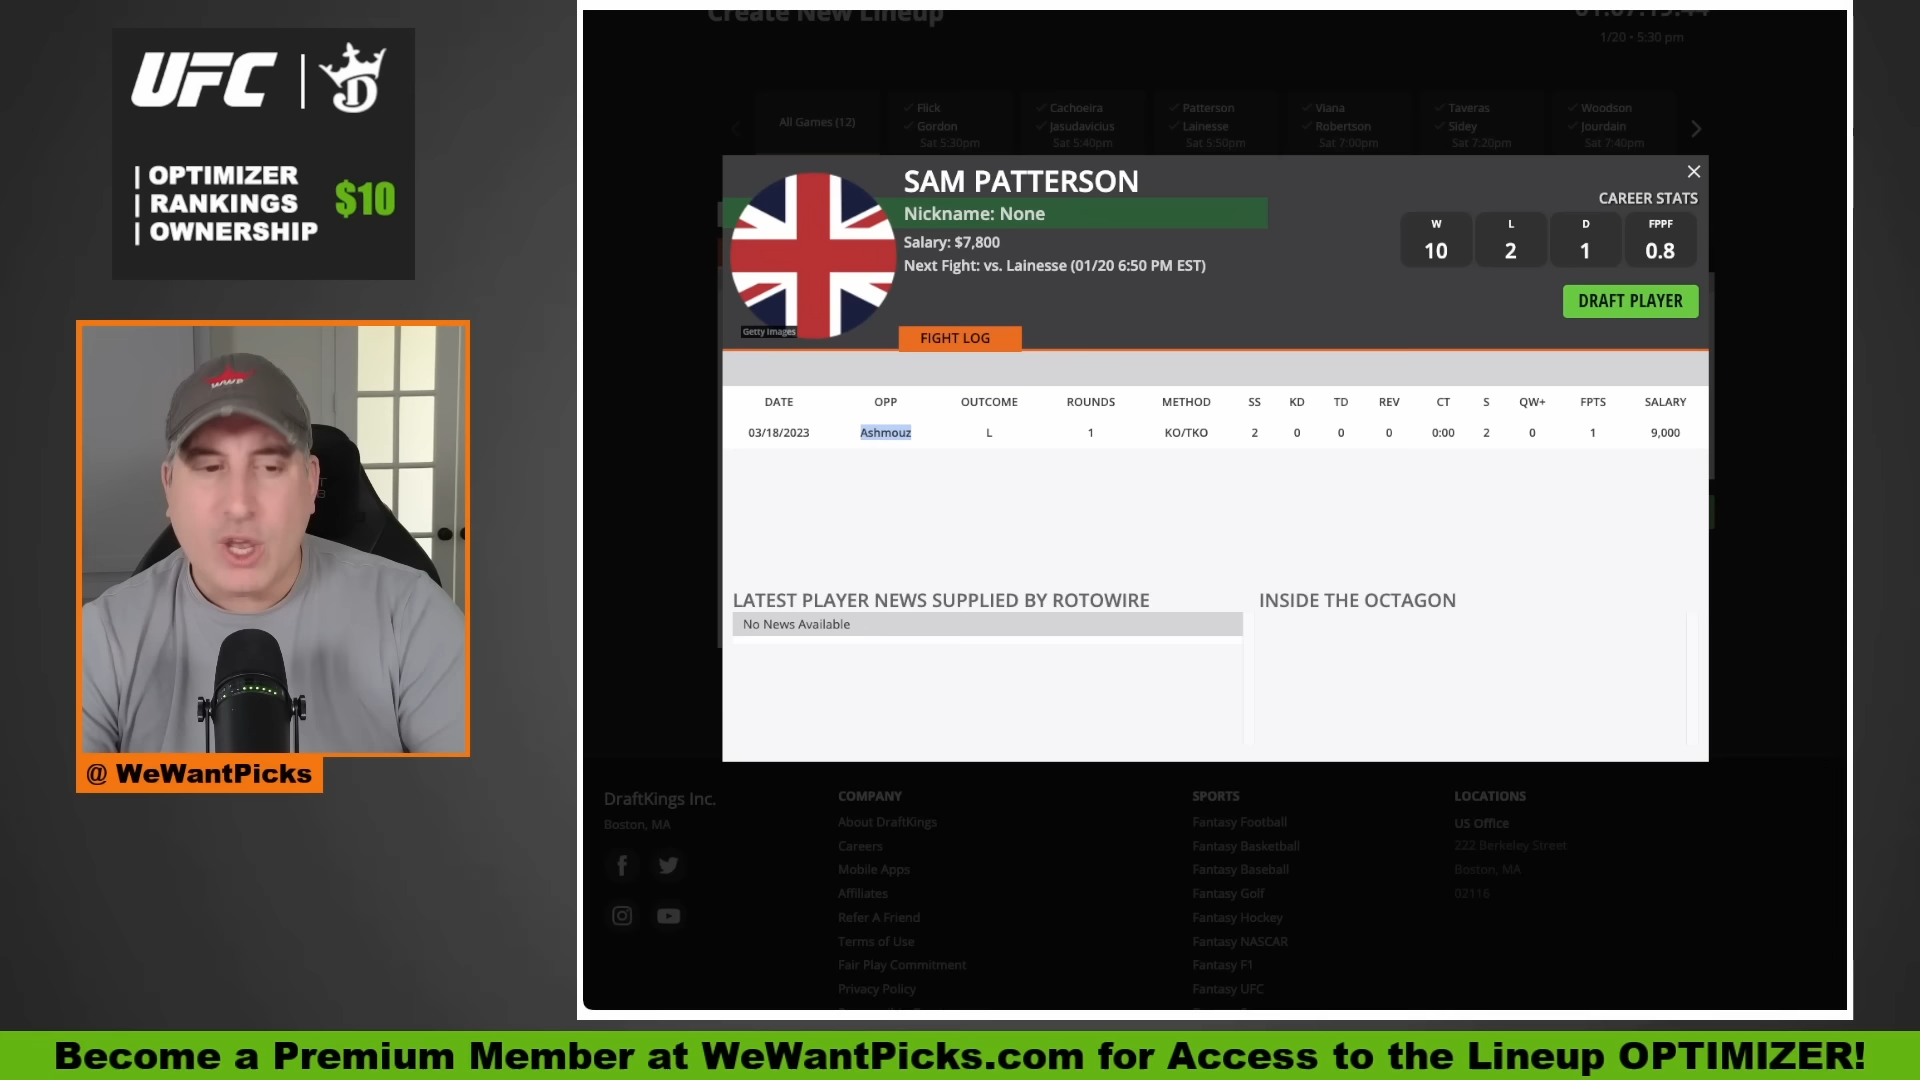 UFC
| OPTIMIZER
| RANKINGS $10
| OWNERSHIP
WWP
@ WeWantPicks
Create New Lineup
1/20 • 5:30 pm
All Games (12)
Flick
Gordon
Sat 5:30pm
Cachoeira
Jasudavicius
Sat 5:40pm
Patterson
Lainesse
Sat 5:50pm
Viana
Robertson
Sat 7:00pm
Taveras
Sidey
Sat 7:20pm
Woodson
Jourdain
Sat 7:40pm
SAM PATTERSON
Nickname: None
Salary: $7,800
Next Fight: vs. Lainesse (01/20 6:50 PM EST)
Getty Images
CAREER STATS
W L D FPPF
10 2 1 0.8
DRAFT PLAYER
FIGHT LOG
DATE OPP OUTCOME ROUNDS METHOD SS KD TD REV CT S QW+ FPTS SALARY
03/18/2023 Ashmouz L 1 KO/TKO 2 0 0 0 0:00 2 0 1 9,000
LATEST PLAYER NEWS SUPPLIED BY ROTOWIRE
No News Available
INSIDE THE OCTAGON
DraftKings Inc.
Boston, MA
COMPANY
About DraftKings
Careers
Mobile Apps
Affiliates
Refer A Friend
Terms of Use
Fair Play Commitment
Privacy Policy
SPORTS
Fantasy Football
Fantasy Basketball
Fantasy Baseball
Fantasy Golf
Fantasy Hockey
Fantasy NASCAR
Fantasy F1
Fantasy UFC
LOCATIONS
US Office
222 Berkeley Street
Boston, MA
02116
Become a Premium Member at WeWantPicks.com for Access to the Lineup OPTIMIZER!